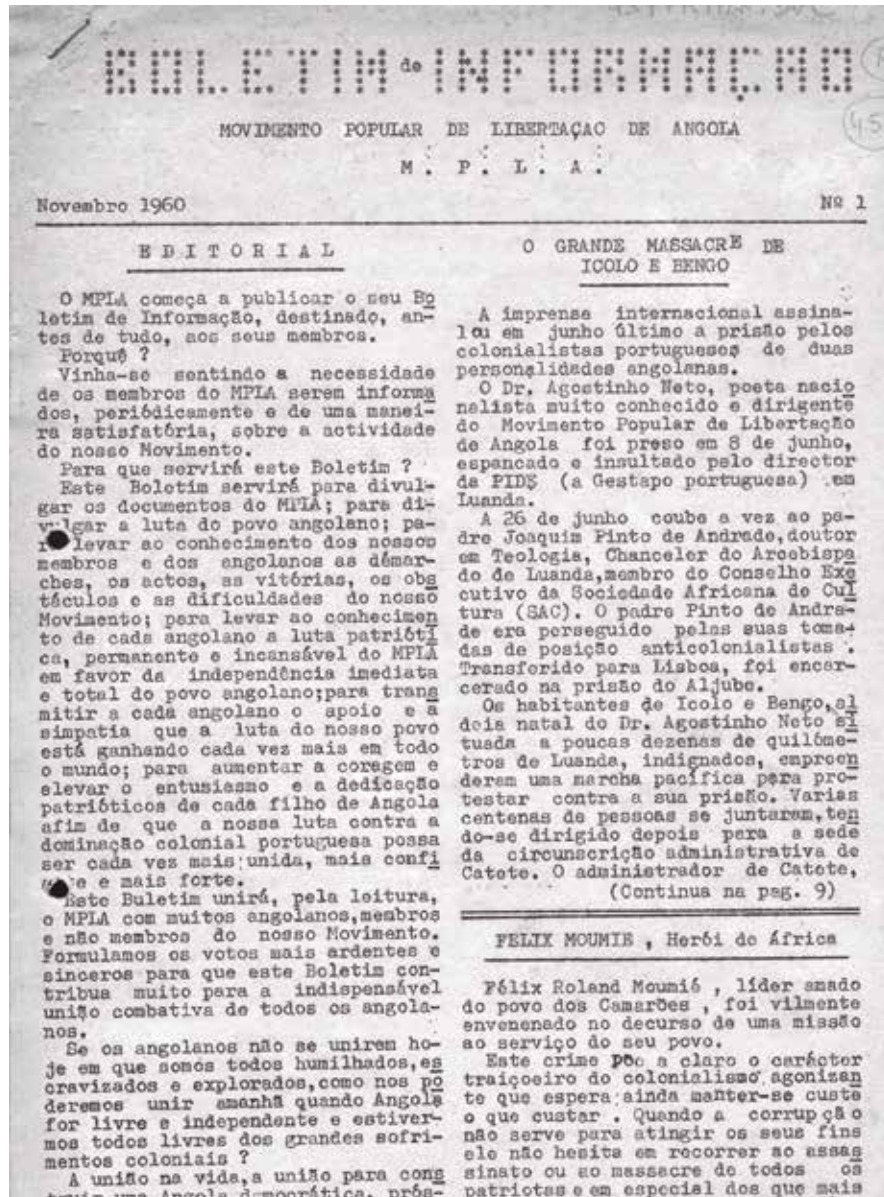 BOLETIM de INFORMAÇÃO
MOVIMENTO POPULAR DE LIBERTAÇAO DE ANGOLA
M. P. L. A.
45
Novembro 1960
Nº 1
EDITORIAL
O MPLA começa a publicar o seu Bo
letim de Informação, destinado, an-
tes de tudo, aos seus membros.
Porquê ?
Vinha-se sentindo a necessidade
de os membros do MPLA serem informa
dos, periòdicamente e de uma manei-
ra satisfatória, sobre a actividade
do nosso Movimento.
Para que servirá este Boletim ?
Este Boletim servirá para divul-
gar os documentos do MPLA; para di-
vulgar a luta do povo angolano; pa-
levar ao conhecimento dos nossos
membros e dos angolanos as démar-
ches, os actos, as vitórias, os obs
táculos e as dificuldades do nosso
Movimento; para levar ao conhecimen
to de cada angolano a luta patrióti
ca, permanente e incansável do MPLA
em favor da independência imediata
e total do povo angolano;para trans
mitir a cada angolano o apoio e a
simpatia que a luta do nosso povo
está ganhando cada vez mais em todo
o mundo; para aumentar a coragem e
elevar o entusiasmo e a dedicação
patrióticos de cada filho de Angola
afim de que a nossa luta contra a
dominação colonial portuguesa possa
ser cada vez mais unida, mais confi
e mais forte.
Este Buletim unirá, pela leitura,
o MPLA com muitos angolanos,membros
e não membros do nosso Movimento.
Formulamos os votos mais ardentes e
sinceros para que este Boletim con-
tribua muito para a indispensável
união combativa de todos os angola-
nos.
Se os angolanos não se unirem ho-
je em que somos todos humilhados,es
cravizados e explorados,como nos po
deremos unir amanhã quando Angola
for livre e independente e estiver-
mos todos livres dos grandes sofri-
mentos coloniais ?
A união na vida,a união para cons
uma Angola democrática, prós-
O GRANDE MASSACRE DE
ICOLO E BENGO
A imprensa internacional assina-
lou em junho último a prisão pelos
colonialistas portugueses de duas
personalidades angolanas.
O Dr. Agostinho Neto, poeta nacio
nalista muito conhecido e dirigente
do Movimento Popular de Libertação
de Angola foi preso em 8 de junho,
espancado e insultado pelo director
da PIDE (a Gestapo portuguesa) em
Luanda.
A 26 de junho coube a vez ao pa-
dre Joaquim Pinto de Andrade,doutor
em Teologia, Chanceler do Arcebispa
do de Luanda,membro do Conselho Exe
cutivo da Sociedade Africana de Cul
tura (SAC). O padre Pinto de Andra-
de era perseguido pelas suas toma-
das de posição anticolonialistas .
Transferido para Lisboa, foi encar-
cerado na prisão do Aljube.
Os habitantes de Icolo e Bengo,al
deia natal do Dr. Agostinho Neto si
tuada a poucas dezenas de quilóme-
tros de Luanda, indignados, empreen
deram uma marcha pacífica para pro-
testar contra a sua prisão. Varias
centenas de pessoas se juntaram,ten
do-se dirigido depois para a sede
da circunscrição administrativa de
Catete. O administrador de Catete,
(Continua na pag. 9)
FELIX MOUMIE , Herói de África
Félix Roland Moumié , líder amado
do povo dos Camarões , foi vilmente
envenenado no decurso de uma missão
ao serviço do seu povo.
Este crime põe a claro o carácter
traiçoeiro do colonialismo agonizan
te que espera ainda manter-se custe
o que custar . Quando a corrupção
não serve para atingir os seus fins
ele não hesita em recorrer ao assas
sinato ou ao massacre de todos os
patriotas e em especial dos que mais